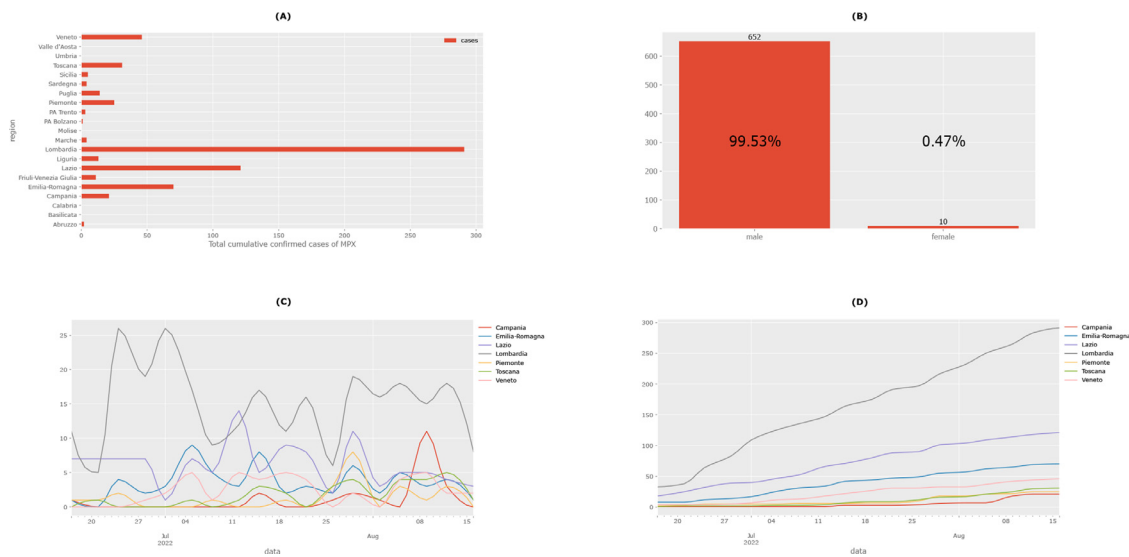 (A)
Veneto
Valle d'Aosta
Umbria
Toscana
Sicilia
Sardegna
Puglia
Piemonte
PA Trento
PA Bolzano
Molise
Marche
Lombardia
Liguria
Lazio
Friuli-Venezia Giulia
Emilia-Romagna
Campania
Calabria
Basilicata
Abruzzo
region
cases
0 50 100 150 200 250 300
Total cumulative confirmed cases of MPX
(B)
600
500
400
300
200
100
0
652
99.53%
0.47%
10
male female
(C)
25
20
15
10
5
0
20 27 04 11 18 25 08 15
Jul Aug
2022
data
Campania
Emilia-Romagna
Lazio
Lombardia
Piemonte
Toscana
Veneto
(D)
300
250
200
150
100
50
0
20 27 04 11 18 25 08 15
Jul Aug
2022
data
Campania
Emilia-Romagna
Lazio
Lombardia
Piemonte
Toscana
Veneto